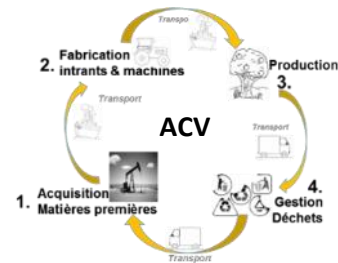 Transpo
2. Fabrication
intrants & machines
Production
3.
Transport
Transport
ACV
4.
Gestion
Déchets
1. Acquisition
Matières premières
Transport